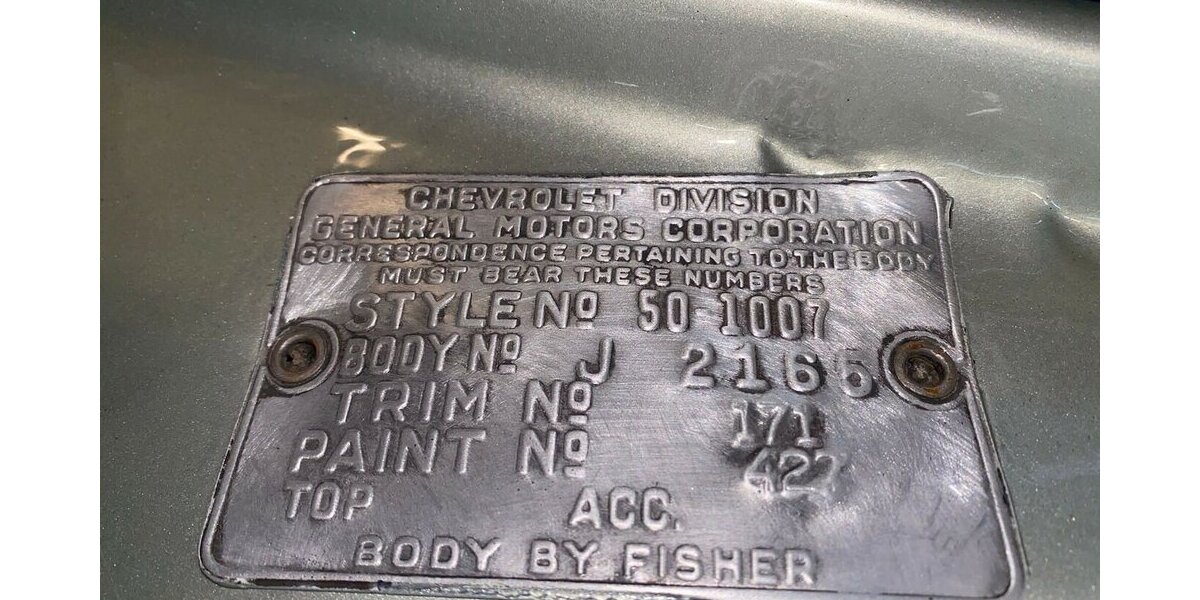 CHEVROLET DIVISION
GENERAL MOTORS CORPORATION
CORRESPONDENCE PERTAINING TO THE BODY
MUST BEAR THESE NUMBERS
STYLE Nº 50-1007
BODY Nº J 2165
TRIM Nº 171
PAINT Nº 422
TOP ACC.
BODY BY FISHER